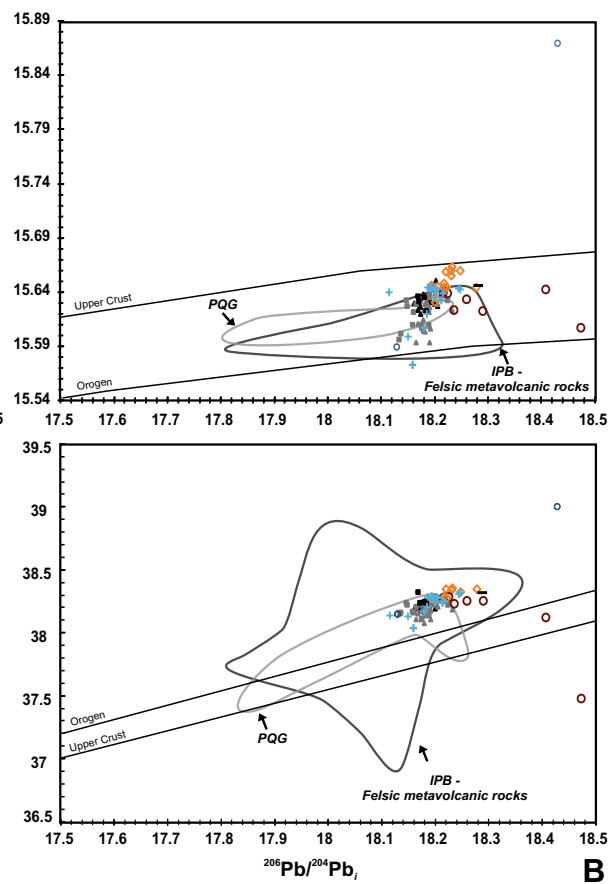 15.89
15.84
15.79
15.74
15.69
15.64
15.59
15.54
Upper Crust
PQG
Orogen
IPB -
Felsic metavolcanic rocks
17.5 17.6 17.7 17.8 17.9 18 18.1 18.2 18.3 18.4 18.5
5
39.5
39
38.5
38
37.5
37
36.5
Orogen
Upper Crust
PQG
IPB -
Felsic metavolcanic rocks
17.5 17.6 17.7 17.8 17.9 18 18.1 18.2 18.3 18.4 18.5
²⁰⁶Pb/²⁰⁴Pbᵢ
B